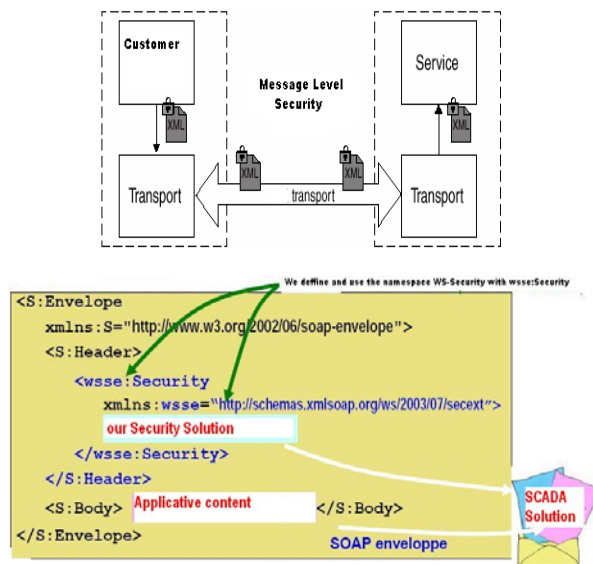 Customer
Service
Message Level
Security
XML
XML
XML
XML
Transport
transport
Transport
We deffine and use the namespace WS-Security with wsse:Security
<S:Envelope
xmlns:S="http://www.w3.org/2002/06/soap-envelope">
<S:Header>
<wsse:Security
xmlns:wsse="http://schemas.xmlsoap.org/ws/2003/07/secext">
our Security Solution
</wsse:Security>
</S:Header>
<S:Body> Applicative content </S:Body>
</S:Envelope>
SCADA
Solution
SOAP enveloppe